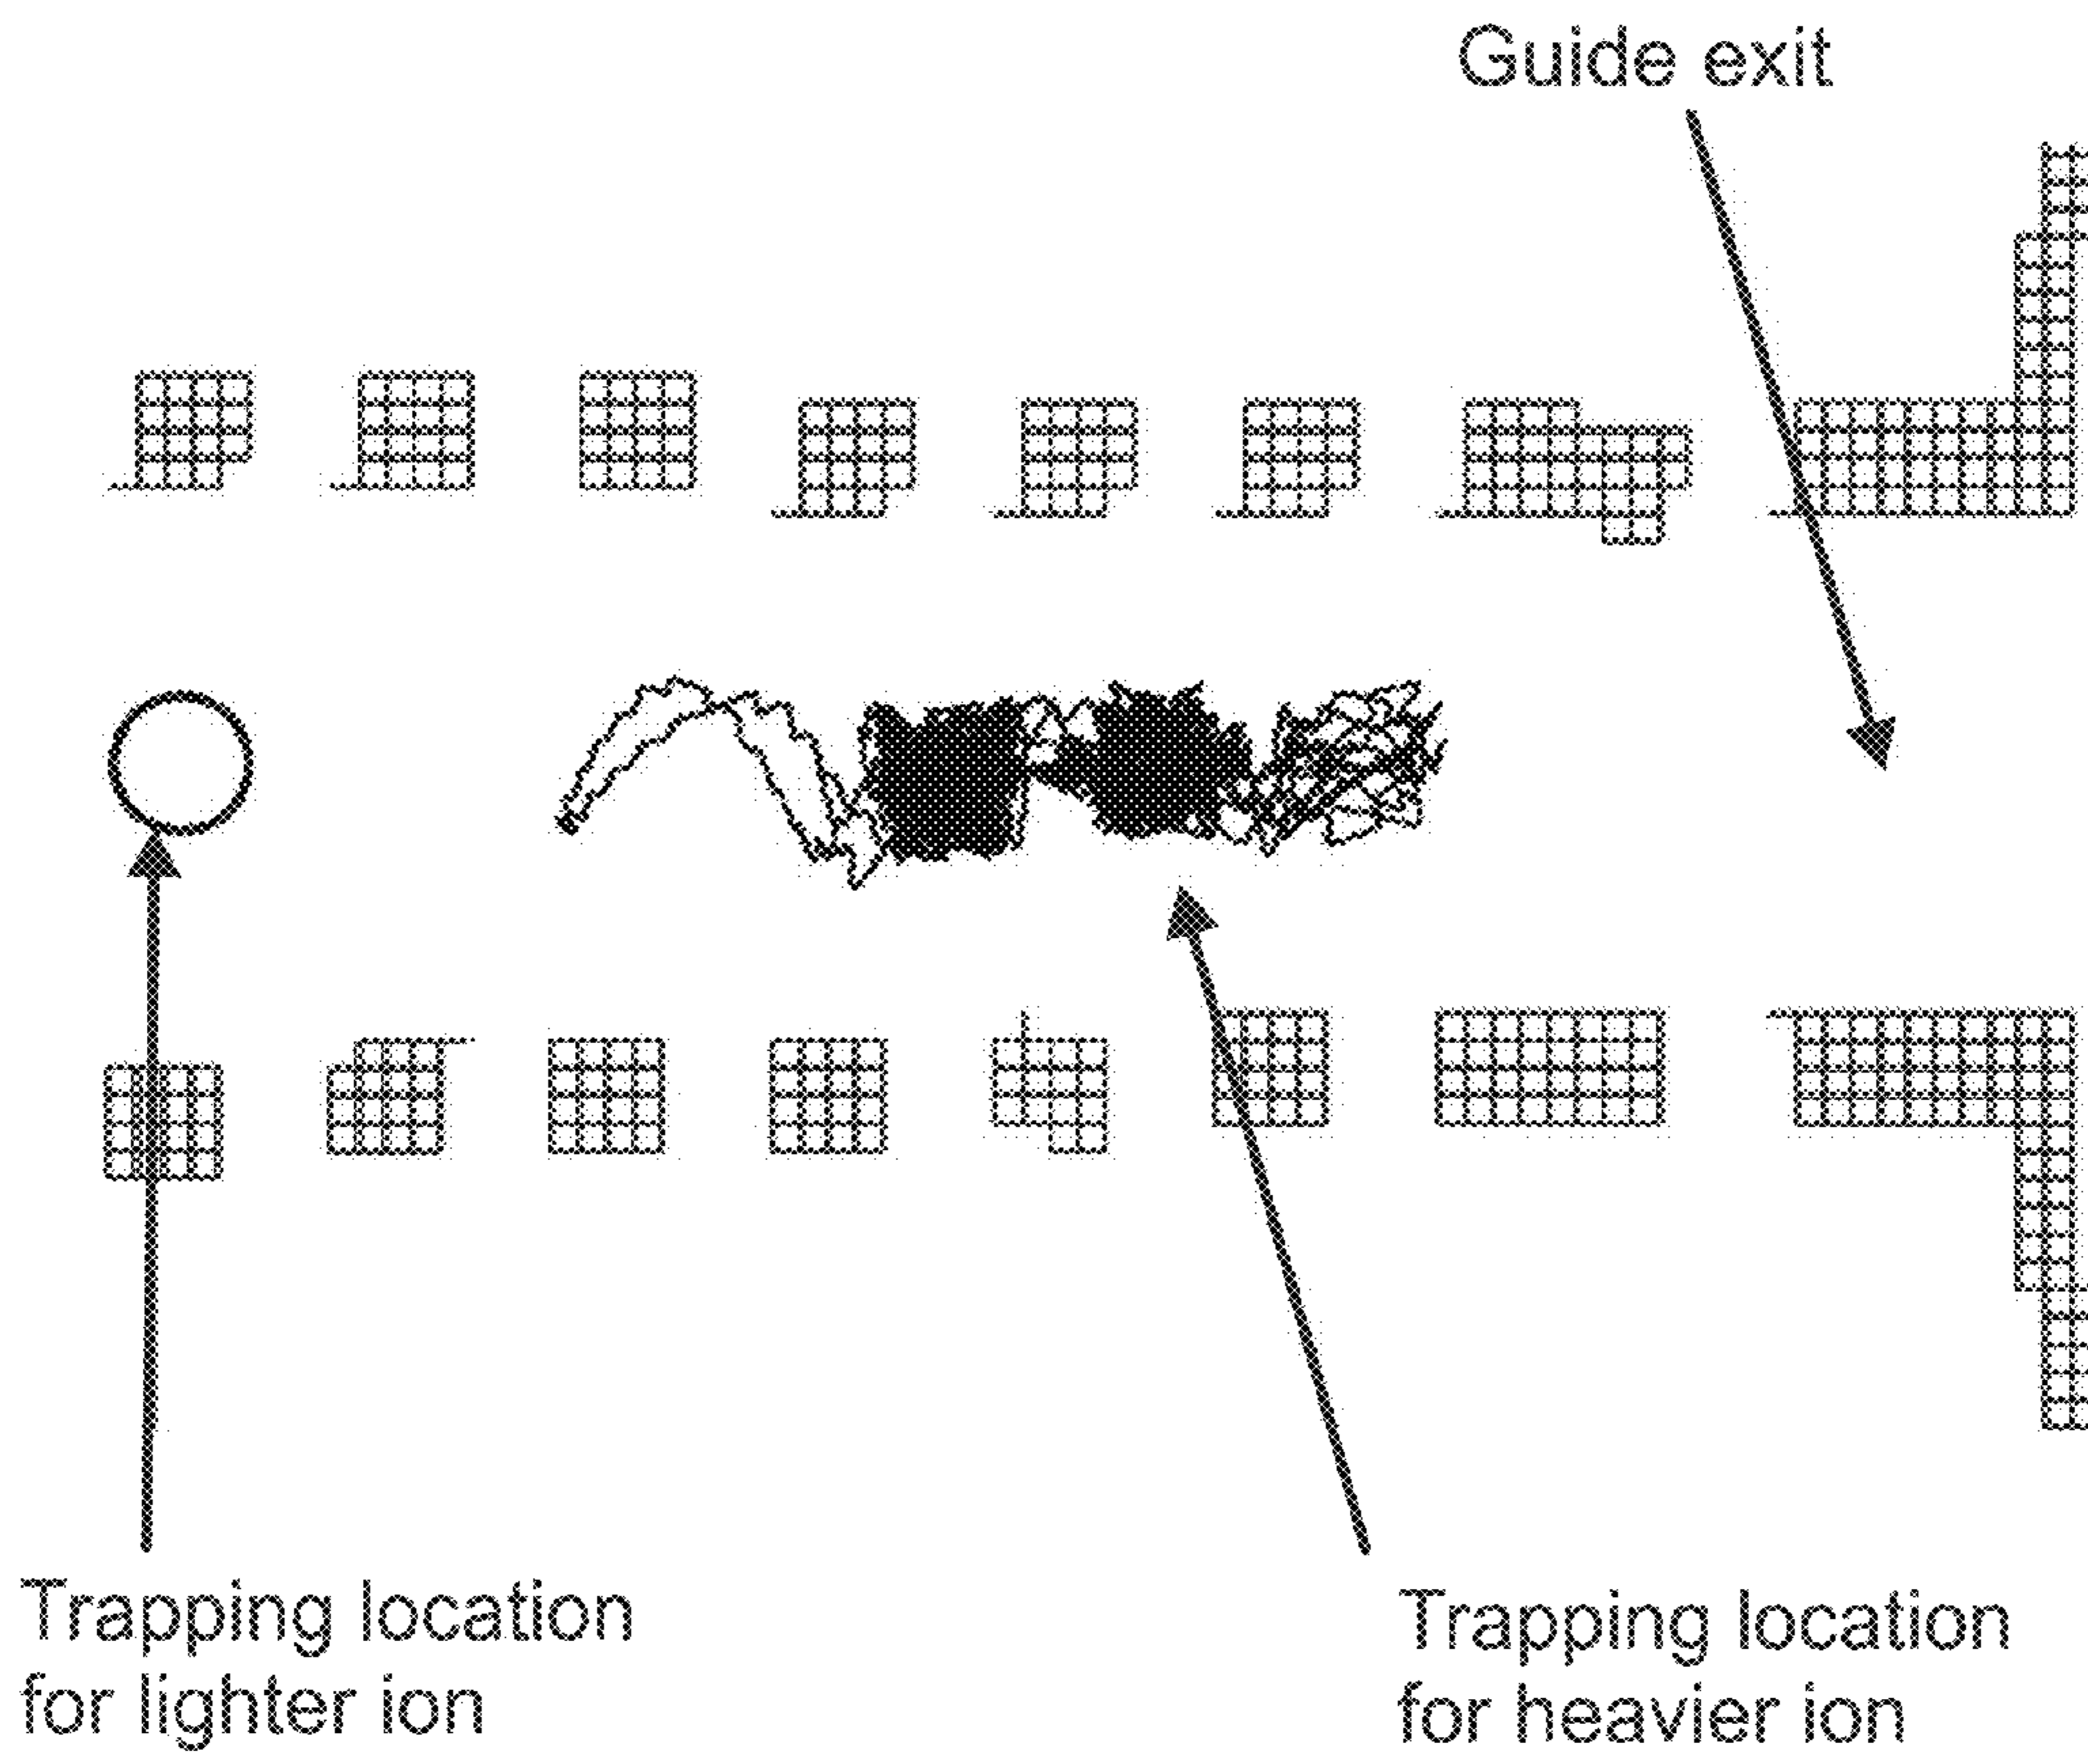 Guide exit
Trapping location
for lighter ion
Trapping location
for heavier ion